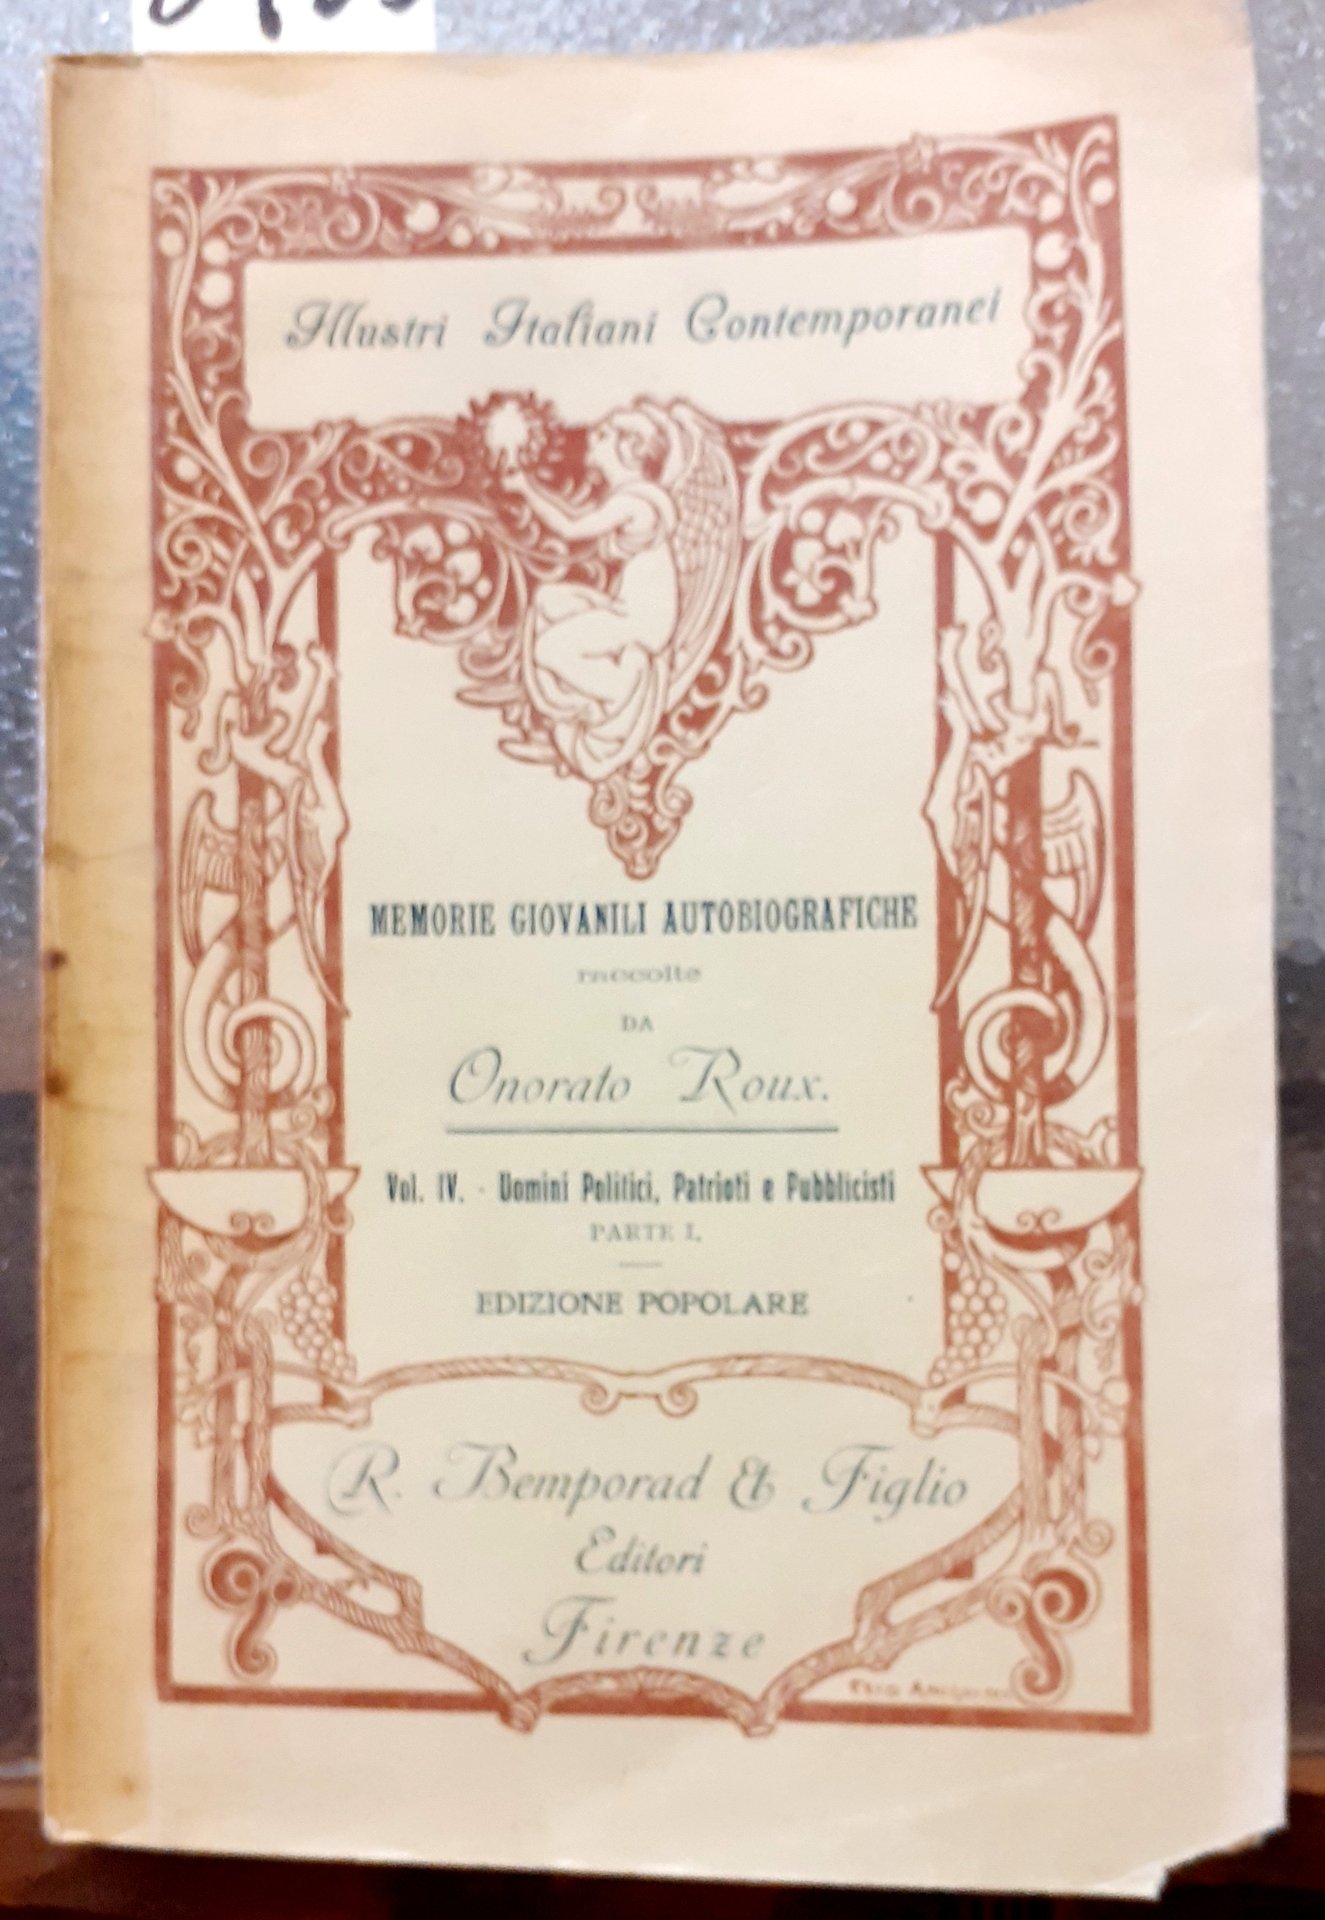 Illustri Italiani Contemporanei
MEMORIE GIOVANILI AUTOBIOGRAFICHE
raccolte
DA
Onorato Roux.
Vol. IV. - Uomini Politici, Patrioti e Pubblicisti
PARTE I.
EDIZIONE POPOLARE
R. Bemporad & Figlio
Editori
Firenze